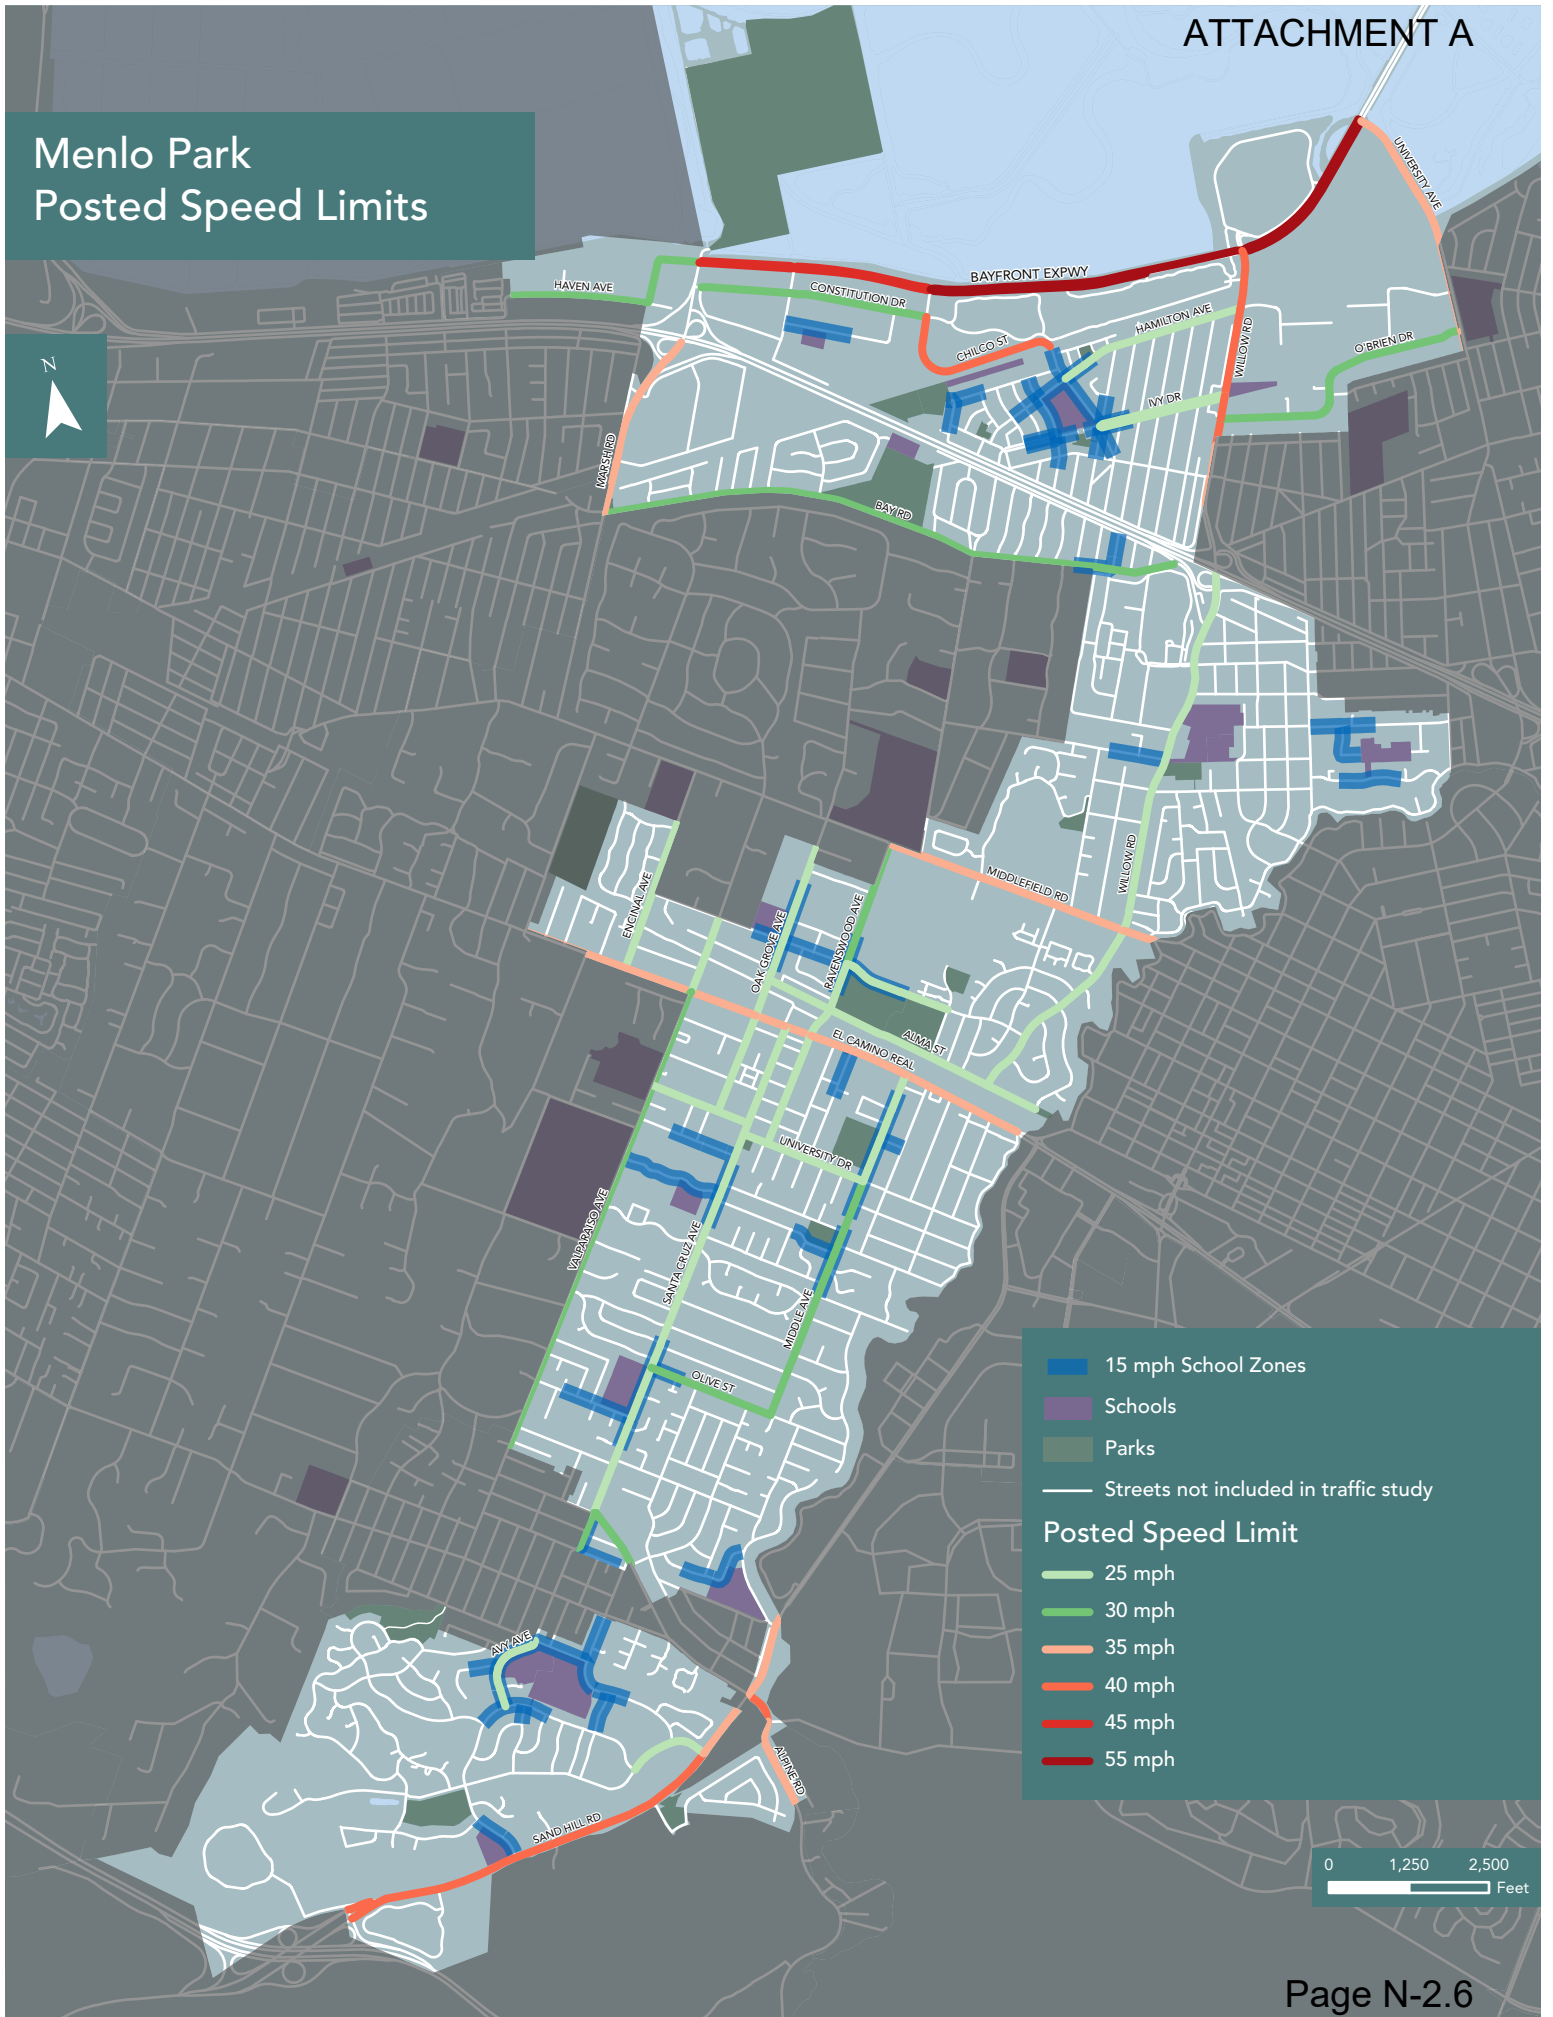 ATTACHMENT A
Menlo Park
Posted Speed Limits
UNIVERSITY AVE
BAYFRONT EXPWY
HAVEN AVE
CONSTITUTION DR
HAMILTON AVE
CHILCO ST
WILLOW RD
O'BRIEN DR
N
IVY DR
MARSH RD
BAY RD
MIDDLEFIELD RD
WILLOW RD
ENCINAL AVE
OAK GROVE AVE
RAVENSWOOD AVE
EL CAMINO REAL
ALMA ST
UNIVERSITY DR
VALPARAISO AVE
SANTA CRUZ AVE
MIDDLE AVE
OLIVE ST
15 mph School Zones
Schools
Parks
Streets not included in traffic study
Posted Speed Limit
25 mph
30 mph
35 mph
40 mph
45 mph
55 mph
AVY AVE
ALPINE RD
SAND HILL RD
0 1,250 2,500
Feet
Page N-2.6